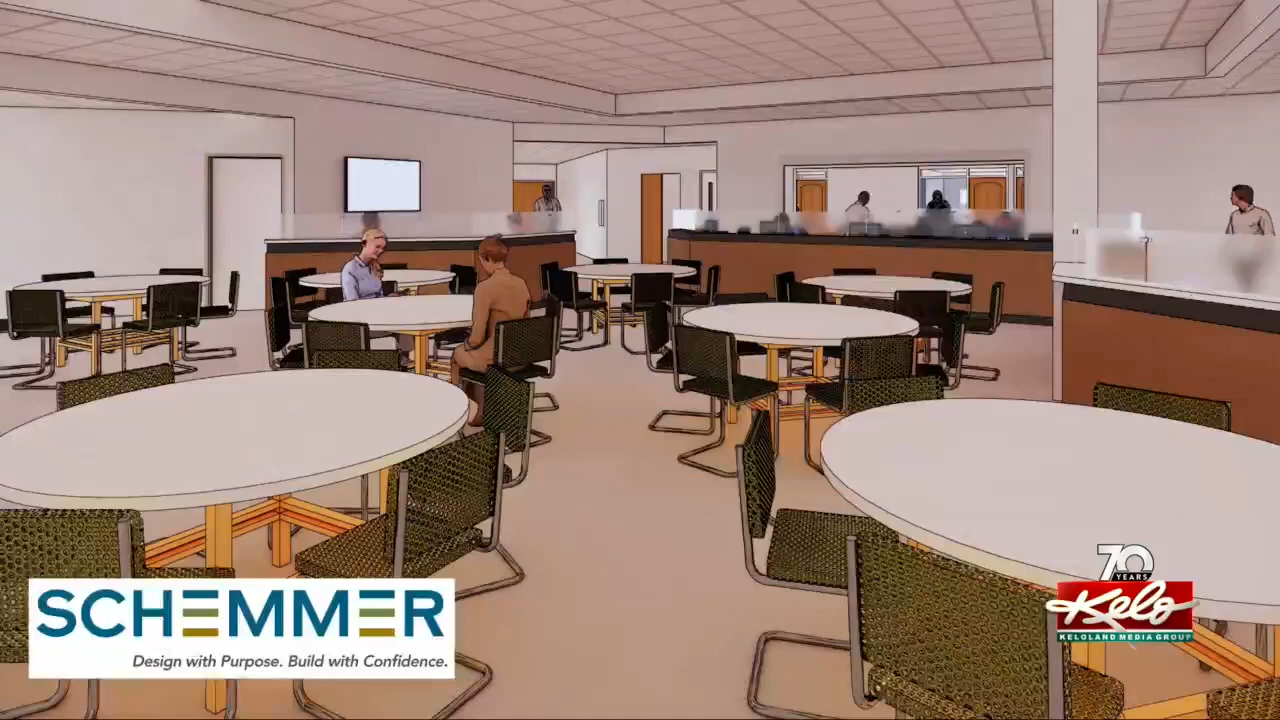 SCHEMMER
Design with Purpose. Build with Confidence.
70
YEARS
Kelo
KELOLAND MEDIA GROUP